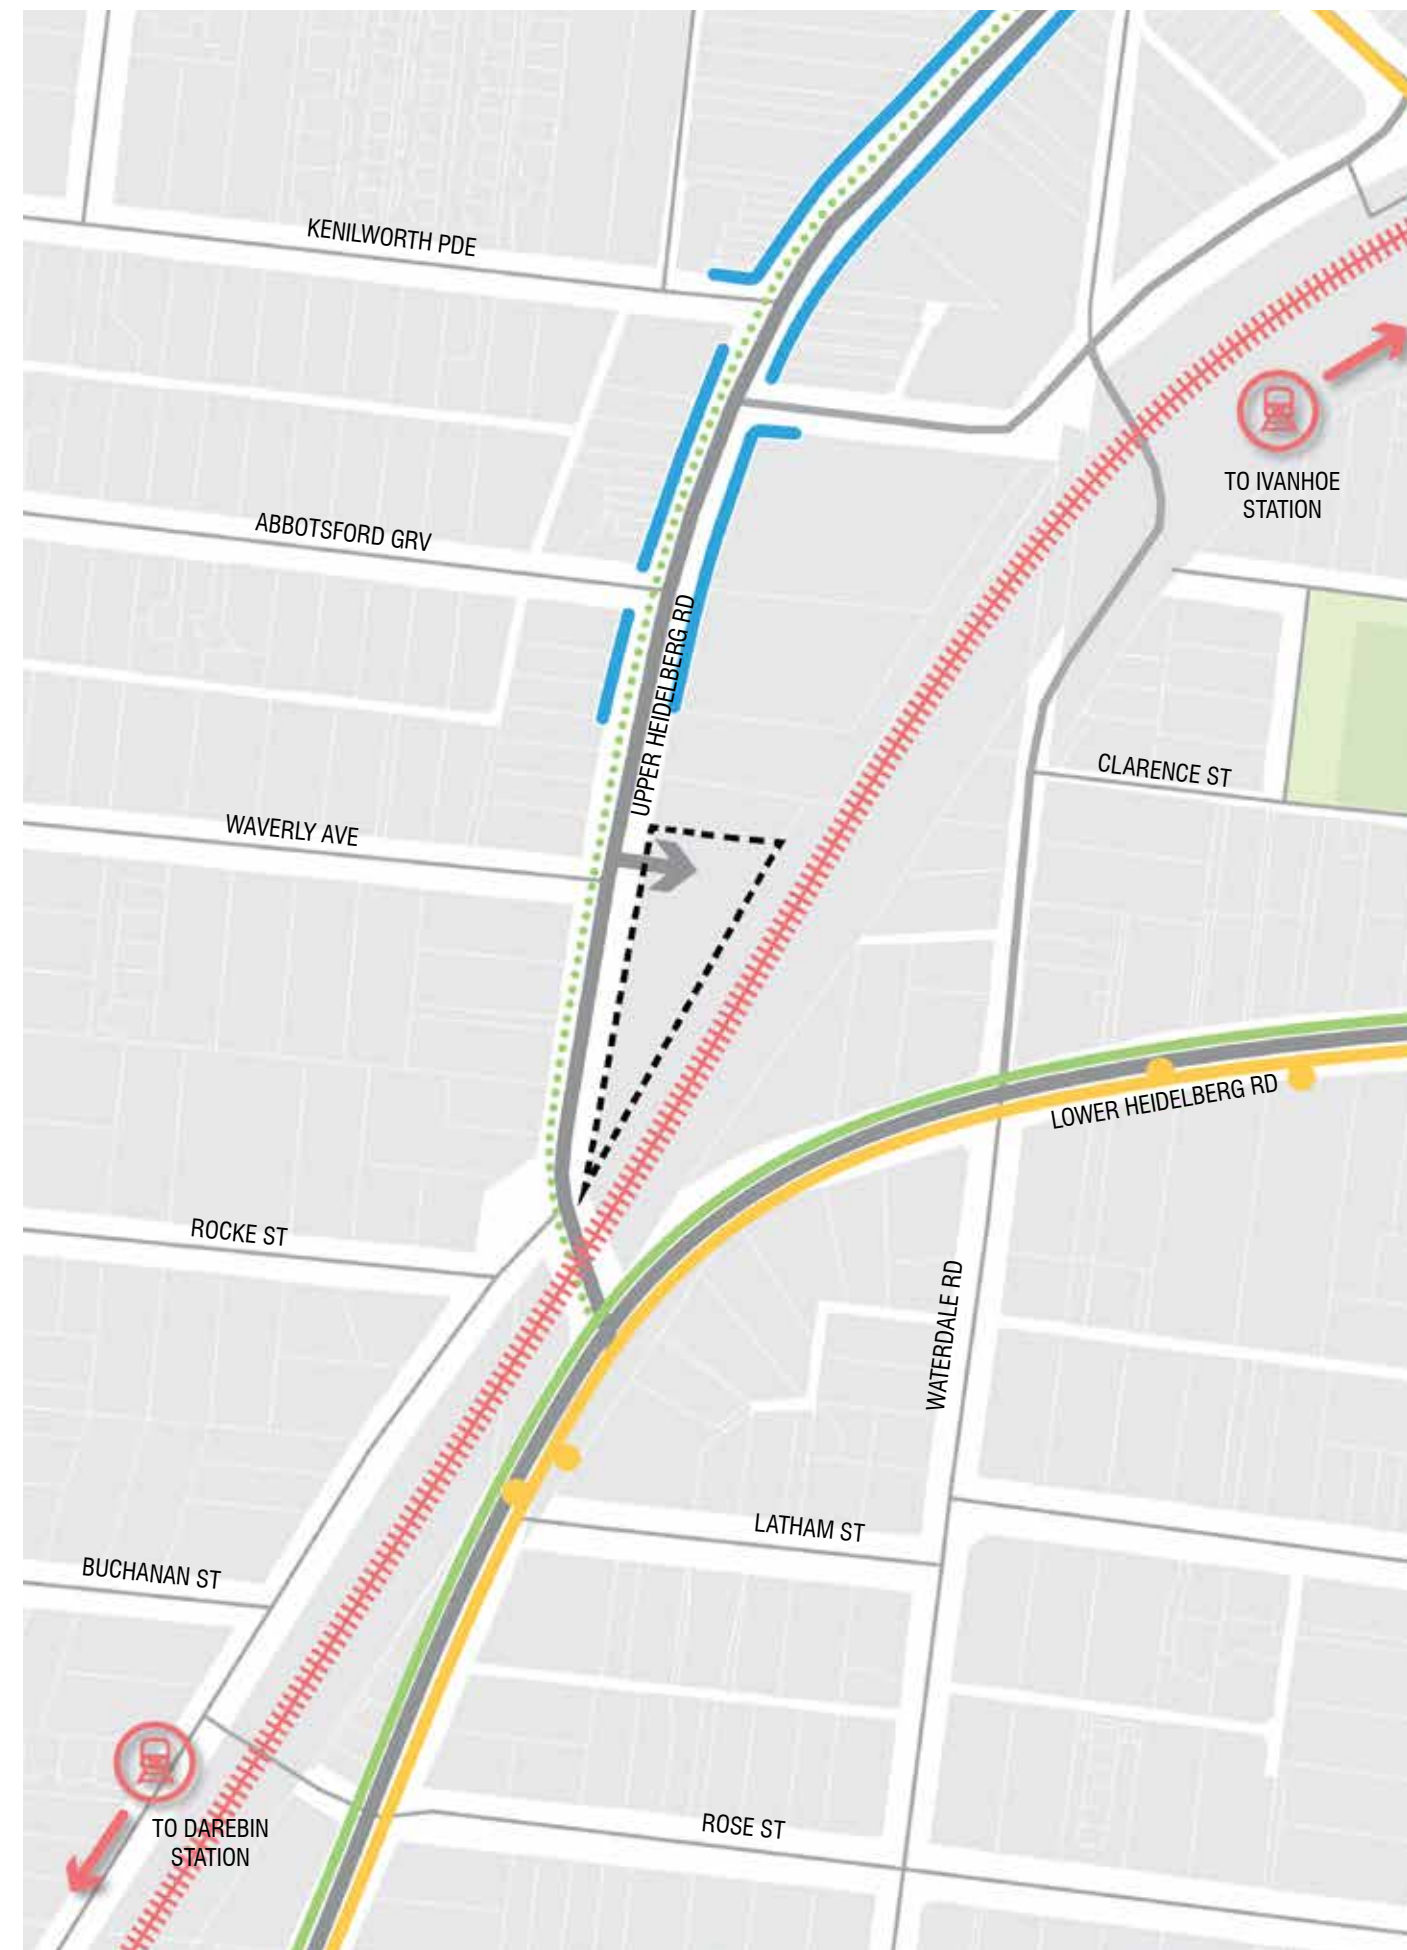 KENILWORTH PDE
TO IVANHOE
STATION
ABBOTSFORD GRV
UPPER HEIDELBERG RD
CLARENCE ST
WAVERLY AVE
LOWER HEIDELBERG RD
ROCKE ST
WATERDALE RD
LATHAM ST
BUCHANAN ST
ROSE ST
TO DAREBIN
STATION